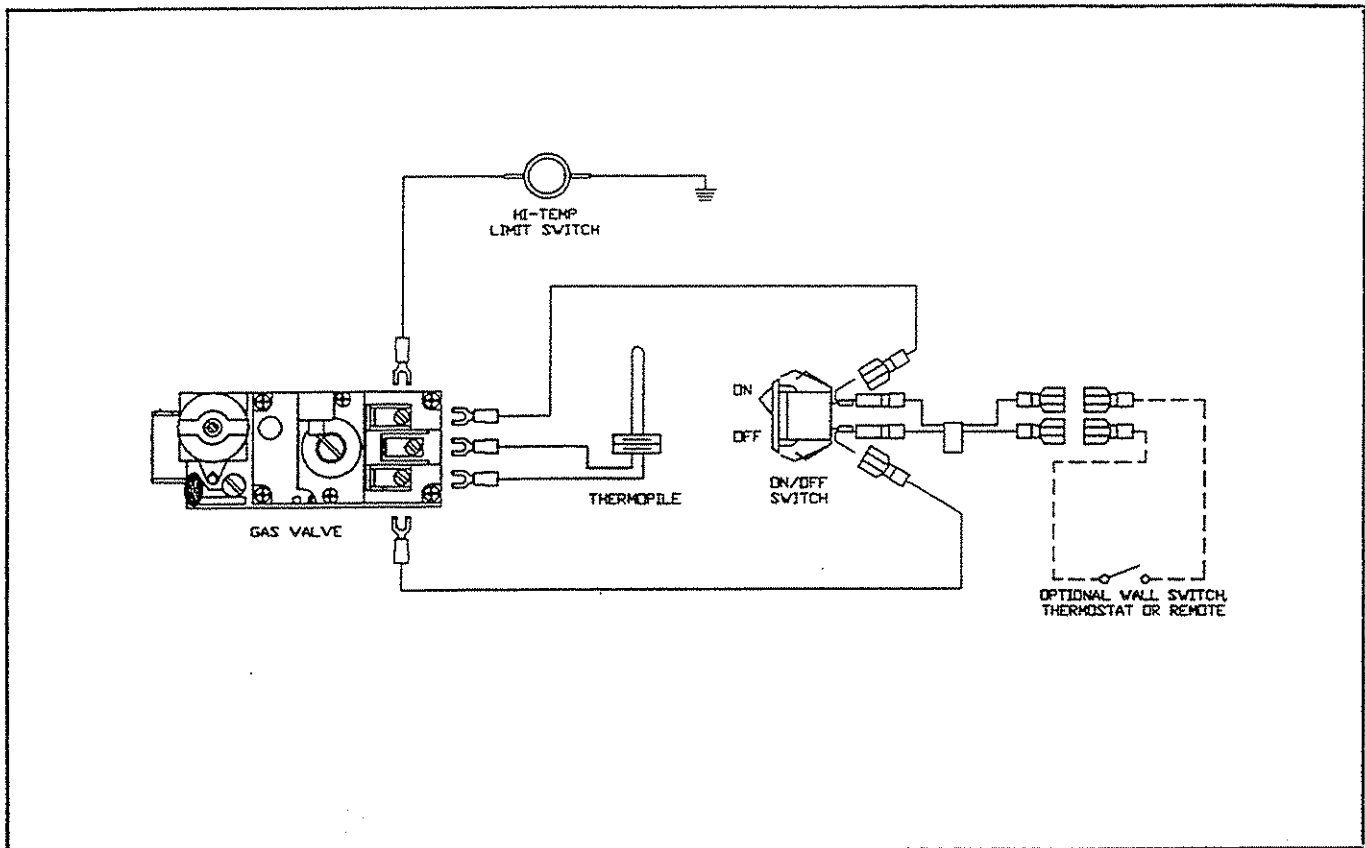 HI-TEMP
LIMIT SWITCH
ON
OFF
THERMOPILE
ON/OFF
SWITCH
GAS VALVE
OPTIONAL WALL SWITCH,
THERMOSTAT OR REMOTE